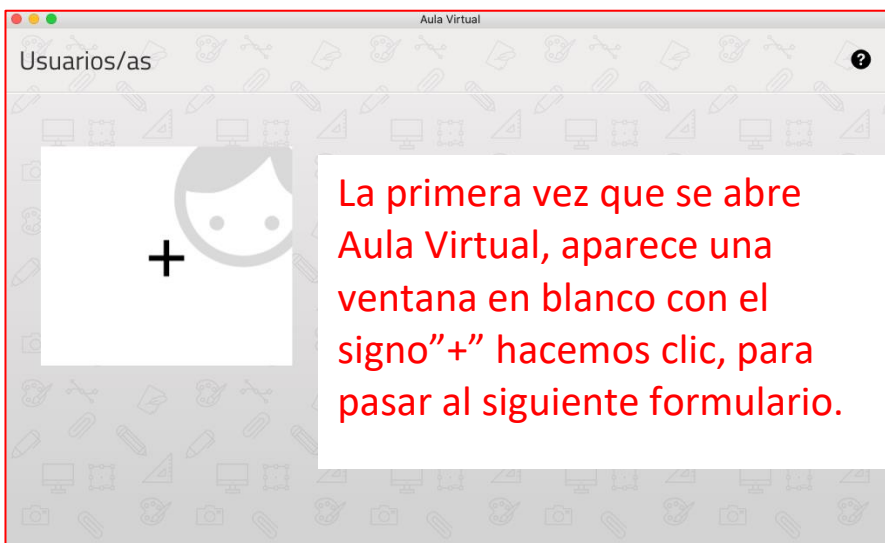 Aula Virtual
Usuarios/as
?
+
La primera vez que se abre
Aula Virtual, aparece una
ventana en blanco con el
signo”+” hacemos clic, para
pasar al siguiente formulario.